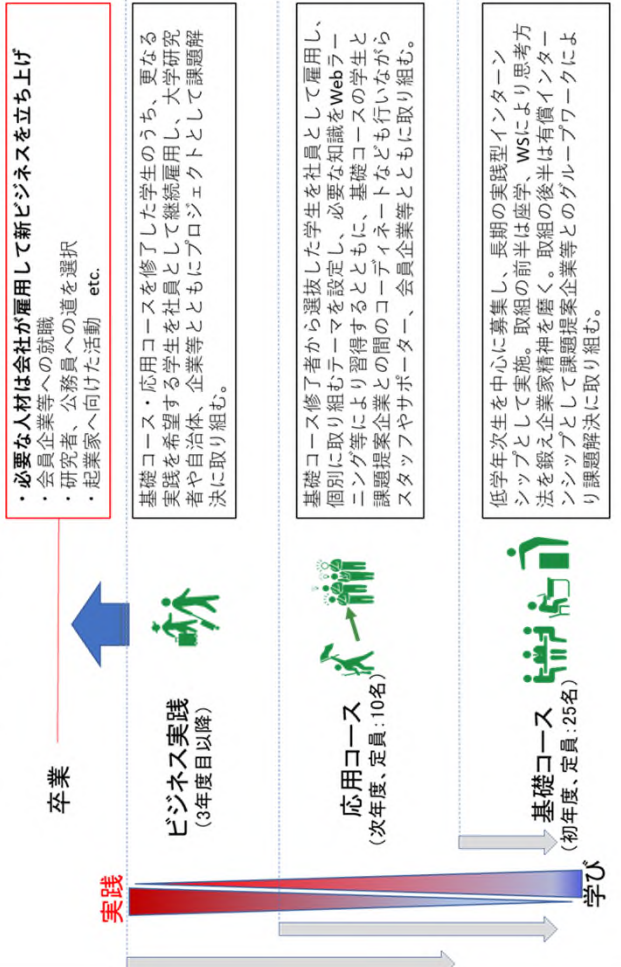 卒業
・必要な人材は会社が雇用して新ビジネスを立ち上げ
・会員企業等への就職
・研究者、公務員への道を選択
・起業家へ向けた活動　etc.
実践
ビジネス実践
（3年度目以降）
基礎コース・応用コースを修了した学生のうち、更なる
実践を希望する学生を社員として継続雇用し、大学研究
者や自治体、企業等とともにプロジェクトとして課題解
決に取り組む。
応用コース
（次年度、定員：10名）
基礎コース修了者から選抜した学生を社員として雇用し、
個別に取り組むテーマを設定し、必要な知識をWebラー
ニング等により習得するとともに、基礎コースの学生と
課題提案企業との間のコーディネートなども行いながら
スタッフやサポーター、会員企業等とともに取り組む。
基礎コース
（初年度、定員：25名）
低学年次生を中心に募集し、長期の実践型インターン
シップとして実施。取組の前半は座学、WSにより思考方
法を鍛え企業家精神を磨く。取組の後半は有償インター
ンシップとして課題提案企業等とのグループワークによ
り課題解決に取り組む。
学び